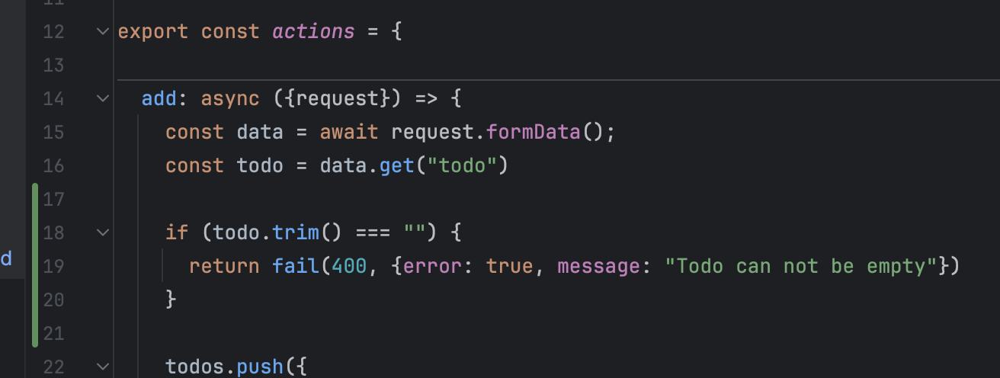 11
12 export const actions = {
13
14 add: async ({request}) => {
15 const data = await request.formData();
16 const todo = data.get("todo")
17
18 if (todo.trim() === "") {
19 return fail(400, {error: true, message: "Todo can not be empty"})
d
20 }
21
22 todos.push({